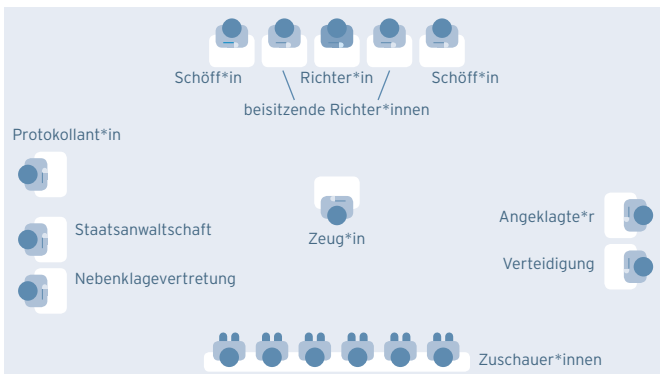 Schöff*in
Richter*in
Schöff*in
beisitzende Richter*innen
Protokollant*in
Staatsanwaltschaft
Nebenklagevertretung
Zeug*in
Angeklagte*r
Verteidigung
Zuschauer*innen